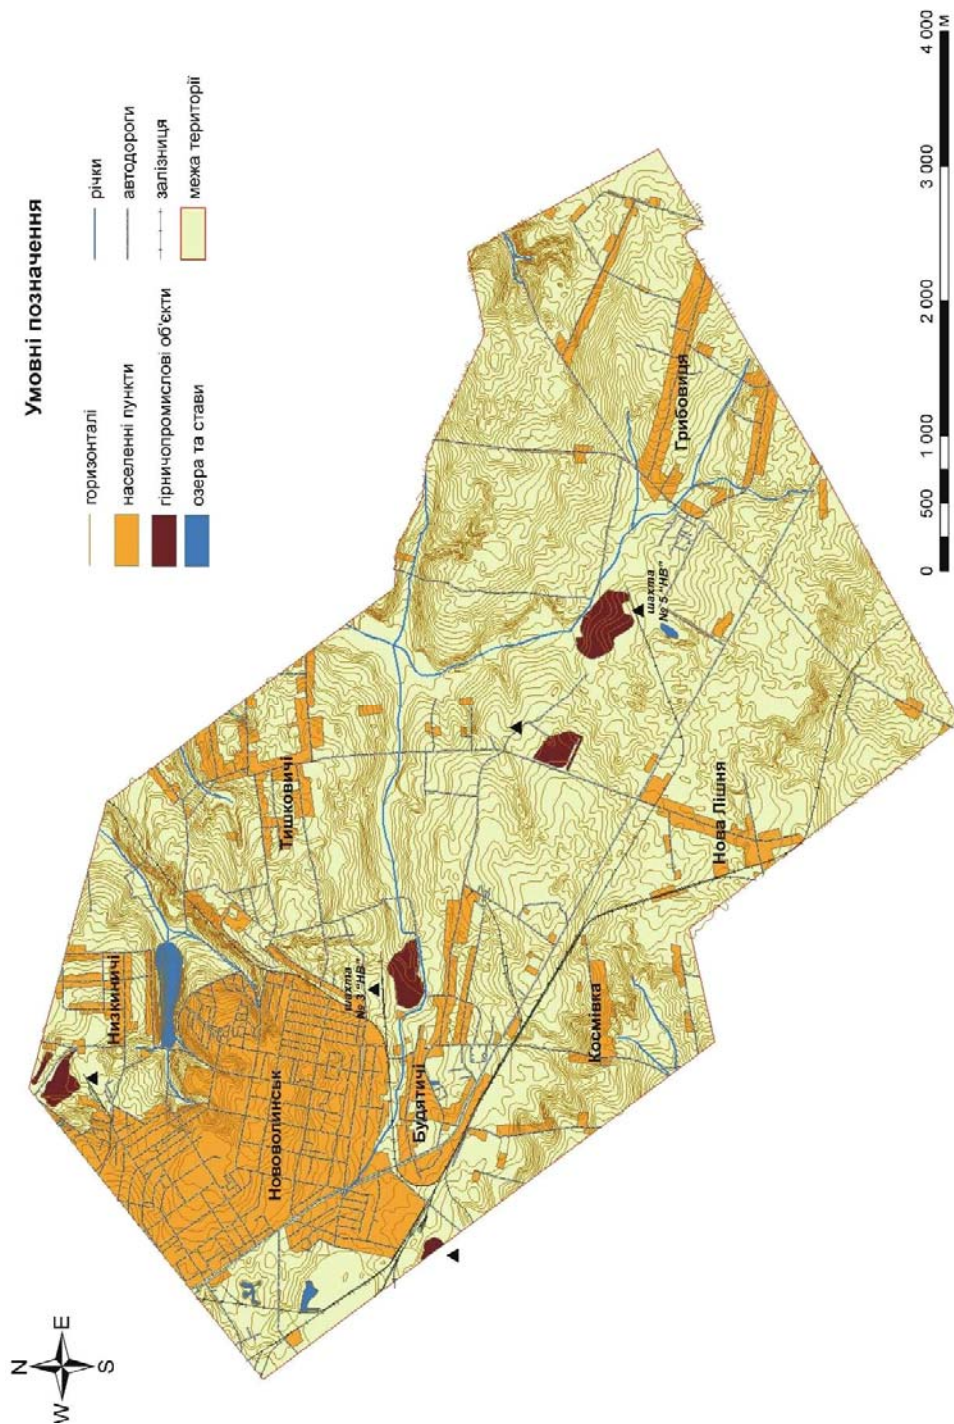 Умовні позначення
горизонталі
населенні пункти
гірничопромислові об'єкти
озера та стави
річки
автодороги
залізниця
межа території
N
W
E
S
Низкиничі
Нововолинськ
Тишковичі
шахта
№ 3 "НВ"
Будятичі
Космівка
Нова Лішня
шахта
№ 5 "НВ"
Грибовиця
0 500 1 000 2 000 3 000 4 000
м